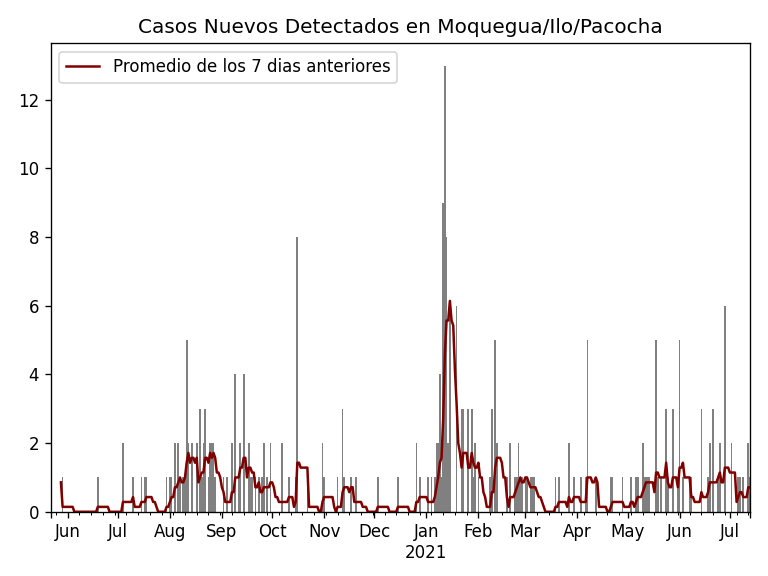 Casos Nuevos Detectados en Moquegua/Ilo/Pacocha
Promedio de los 7 dias anteriores
12
10
8
6
4
2
0
Jun Jul Aug Sep Oct Nov Dec Jan Feb Mar Apr May Jun Jul
2021